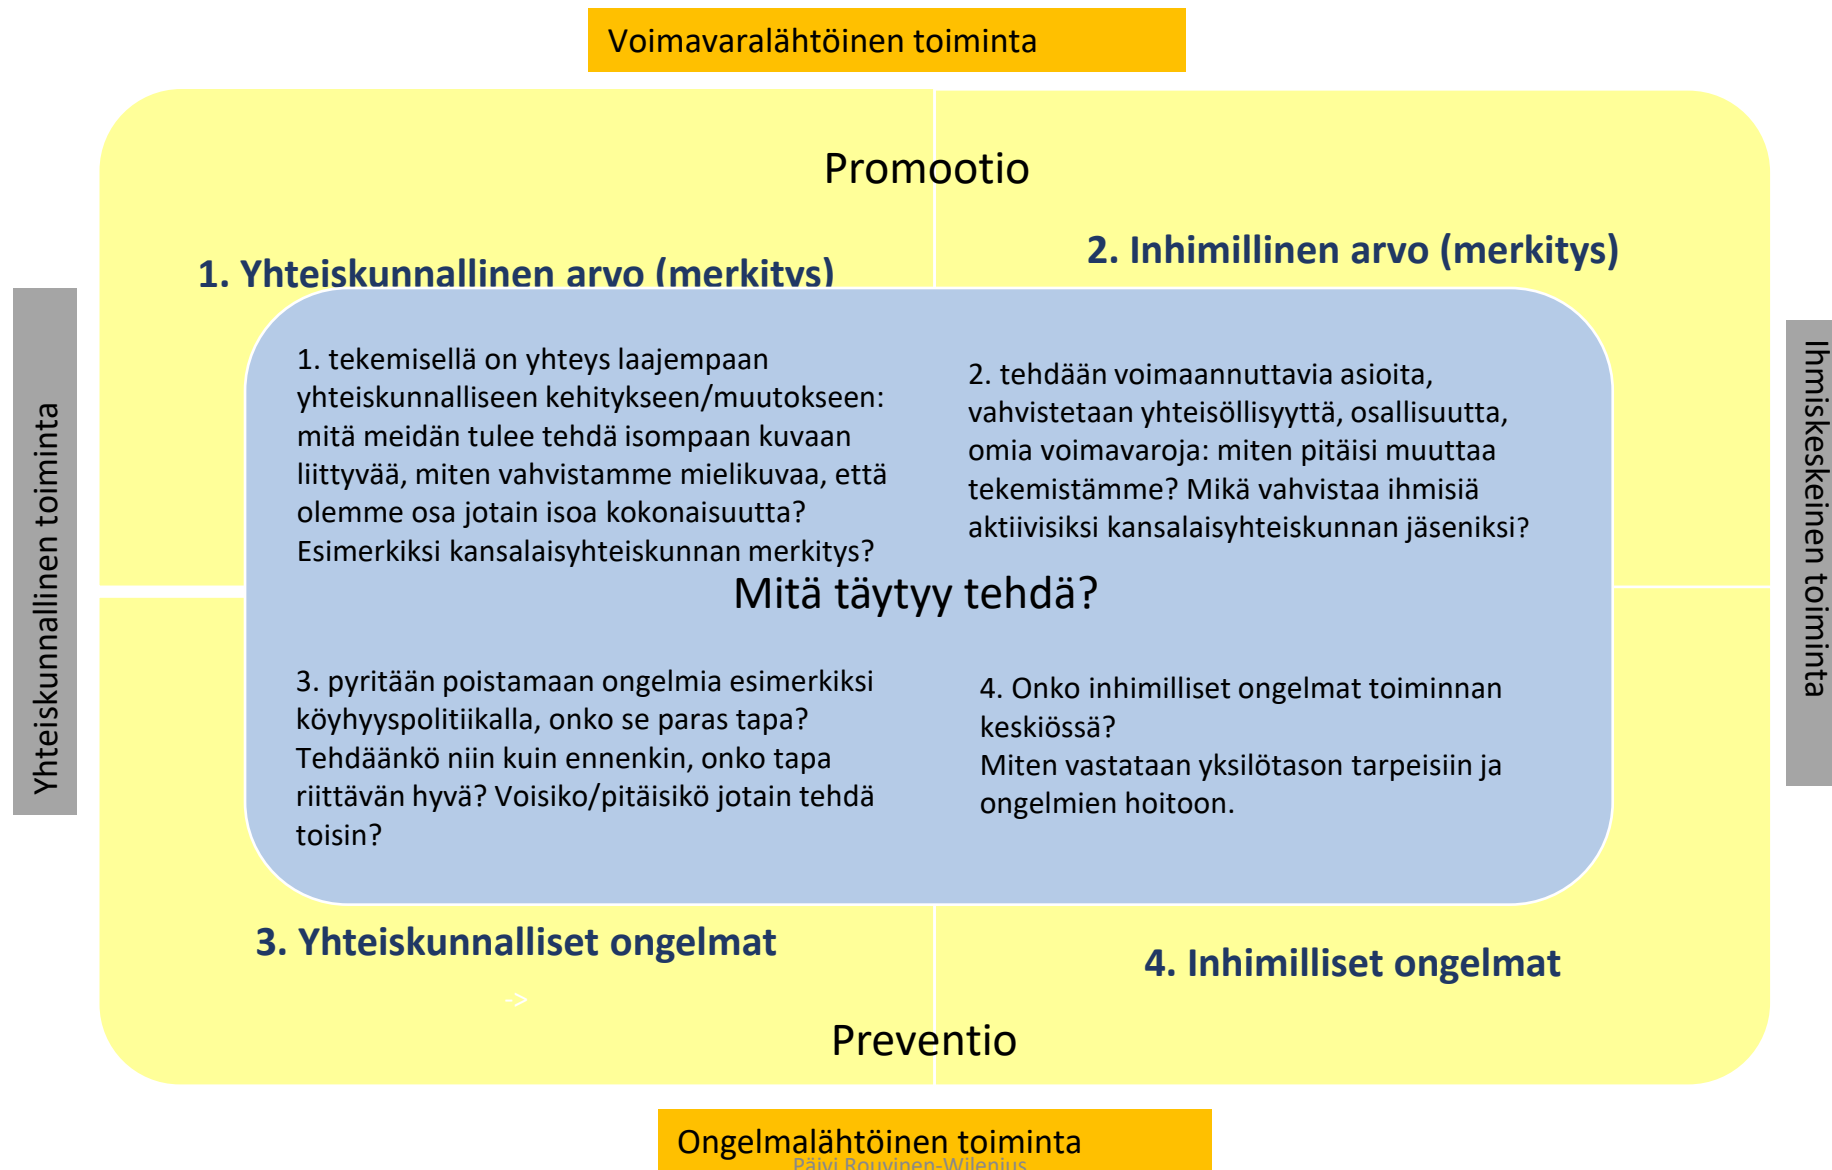 Voimavaralähtöinen toiminta
Promootio
1. Yhteiskunnallinen arvo (merkitys)
2. Inhimillinen arvo (merkitys)
Yhteiskunnallinen toiminta
Ihmiskeskeinen toiminta
1. tekemisellä on yhteys laajempaan
yhteiskunnalliseen kehitykseen/muutokseen:
mitä meidän tulee tehdä isompaan kuvaan
liittyvää, miten vahvistamme mielikuvaa, että
olemme osa jotain isoa kokonaisuutta?
Esimerkiksi kansalaisyhteiskunnan merkitys?
2. tehdään voimaannuttavia asioita,
vahvistetaan yhteisöllisyyttä, osallisuutta,
omia voimavaroja: miten pitäisi muuttaa
tekemistämme? Mikä vahvistaa ihmisiä
aktiivisiksi kansalaisyhteiskunnan jäseniksi?
Mitä täytyy tehdä?
3. pyritään poistamaan ongelmia esimerkiksi
köyhyyspolitiikalla, onko se paras tapa?
Tehdäänkö niin kuin ennenkin, onko tapa
riittävän hyvä? Voisiko/pitäisikö jotain tehdä
toisin?
4. Onko inhimilliset ongelmat toiminnan
keskiössä?
Miten vastataan yksilötason tarpeisiin ja
ongelmien hoitoon.
3. Yhteiskunnalliset ongelmat
4. Inhimilliset ongelmat
->
Preventio
Ongelmalähtöinen toiminta
Päivi Rouvinen-Wilenius